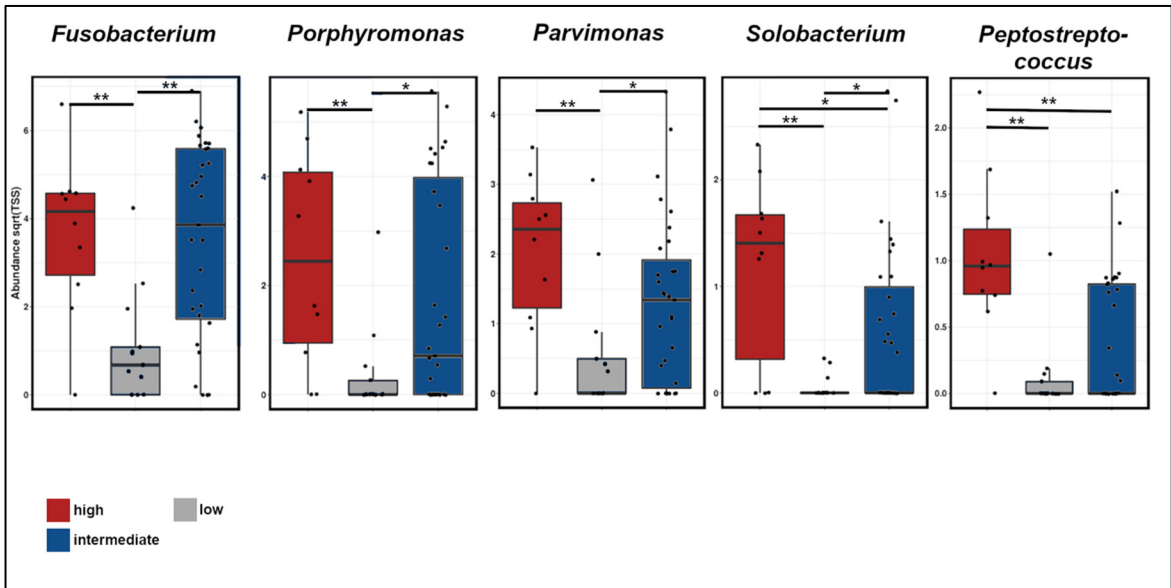 Fusobacterium
Porphyromonas
Parvimonas
Solobacterium
Peptostrepto-
coccus
Abundance sqrt(TSS)
** **
6
4
2
0
** *
4
2
0
** *
4
3
2
1
0
*
*
**
2
1
0
**
**
2.0
1.5
1.0
0.5
0.0
high
low
intermediate